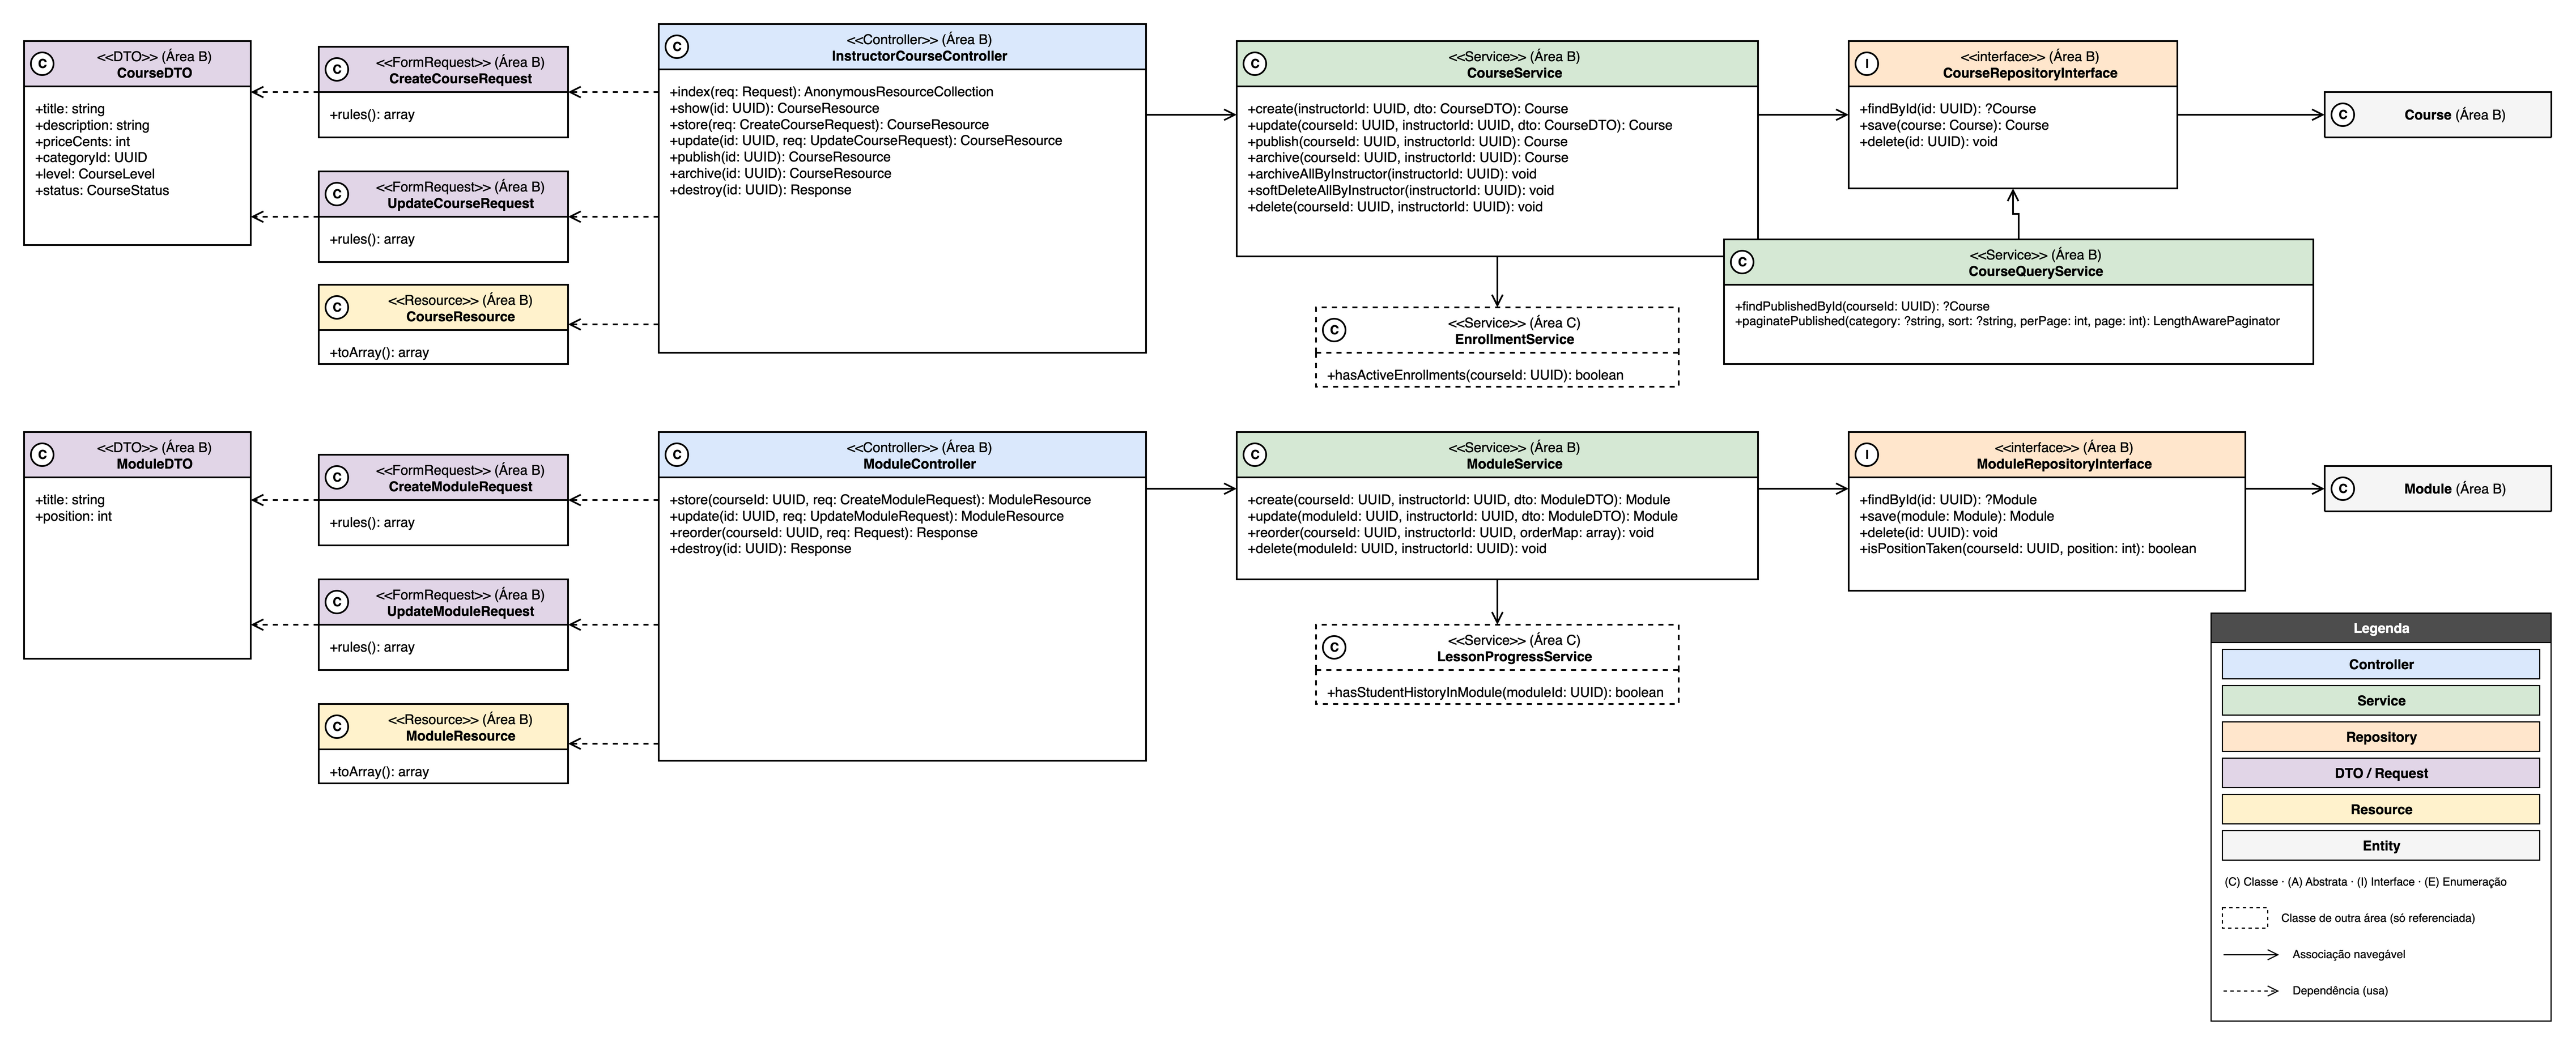 <<DTO>> (Área B)
C
CourseDTO
+title: string
+description: string
+priceCents: int
+categoryId: UUID
+level: CourseLevel
+status: CourseStatus
<<FormRequest>> (Área B)
C
CreateCourseRequest
+rules(): array
<<FormRequest>> (Área B)
C
UpdateCourseRequest
+rules(): array
<<Resource>> (Área B)
C
CourseResource
+toArray(): array
<<Controller>> (Área B)
C
InstructorCourseController
+index(req: Request): AnonymousResourceCollection
+show(id: UUID): CourseResource
+store(req: CreateCourseRequest): CourseResource
+update(id: UUID, req: UpdateCourseRequest): CourseResource
+publish(id: UUID): CourseResource
+archive(id: UUID): CourseResource
+destroy(id: UUID): Response
<<Service>> (Área B)
C
CourseService
+create(instructorId: UUID, dto: CourseDTO): Course
+update(courseId: UUID, instructorId: UUID, dto: CourseDTO): Course
+publish(courseId: UUID, instructorId: UUID): Course
+archive(courseId: UUID, instructorId: UUID): Course
+archiveAllByInstructor(instructorId: UUID): void
+softDeleteAllByInstructor(instructorId: UUID): void
+delete(courseId: UUID, instructorId: UUID): void
<<Service>> (Área C)
C
EnrollmentService
+hasActiveEnrollments(courseId: UUID): boolean
<<interface>> (Área B)
I
CourseRepositoryInterface
+findById(id: UUID): ?Course
+save(course: Course): Course
+delete(id: UUID): void
<<Service>> (Área B)
C
CourseQueryService
+findPublishedById(courseId: UUID): ?Course
+paginatePublished(category: ?string, sort: ?string, perPage: int, page: int): LengthAwarePaginator
C Course (Área B)
<<DTO>> (Área B)
C
ModuleDTO
+title: string
+position: int
<<FormRequest>> (Área B)
C
CreateModuleRequest
+rules(): array
<<FormRequest>> (Área B)
C
UpdateModuleRequest
+rules(): array
<<Resource>> (Área B)
C
ModuleResource
+toArray(): array
<<Controller>> (Área B)
C
ModuleController
+store(courseId: UUID, req: CreateModuleRequest): ModuleResource
+update(id: UUID, req: UpdateModuleRequest): ModuleResource
+reorder(courseId: UUID, req: Request): Response
+destroy(id: UUID): Response
<<Service>> (Área B)
C
ModuleService
+create(courseId: UUID, instructorId: UUID, dto: ModuleDTO): Module
+update(moduleId: UUID, instructorId: UUID, dto: ModuleDTO): Module
+reorder(courseId: UUID, instructorId: UUID, orderMap: array): void
+delete(moduleId: UUID, instructorId: UUID): void
<<Service>> (Área C)
C
LessonProgressService
+hasStudentHistoryInModule(moduleId: UUID): boolean
<<interface>> (Área B)
I
ModuleRepositoryInterface
+findById(id: UUID): ?Module
+save(module: Module): Module
+delete(id: UUID): void
+isPositionTaken(courseId: UUID, position: int): boolean
C Module (Área B)
Legenda
Controller
Service
Repository
DTO / Request
Resource
Entity
(C) Classe · (A) Abstrata · (I) Interface · (E) Enumeração
Classe de outra área (só referenciada)
Associação navegável
Dependência (usa)